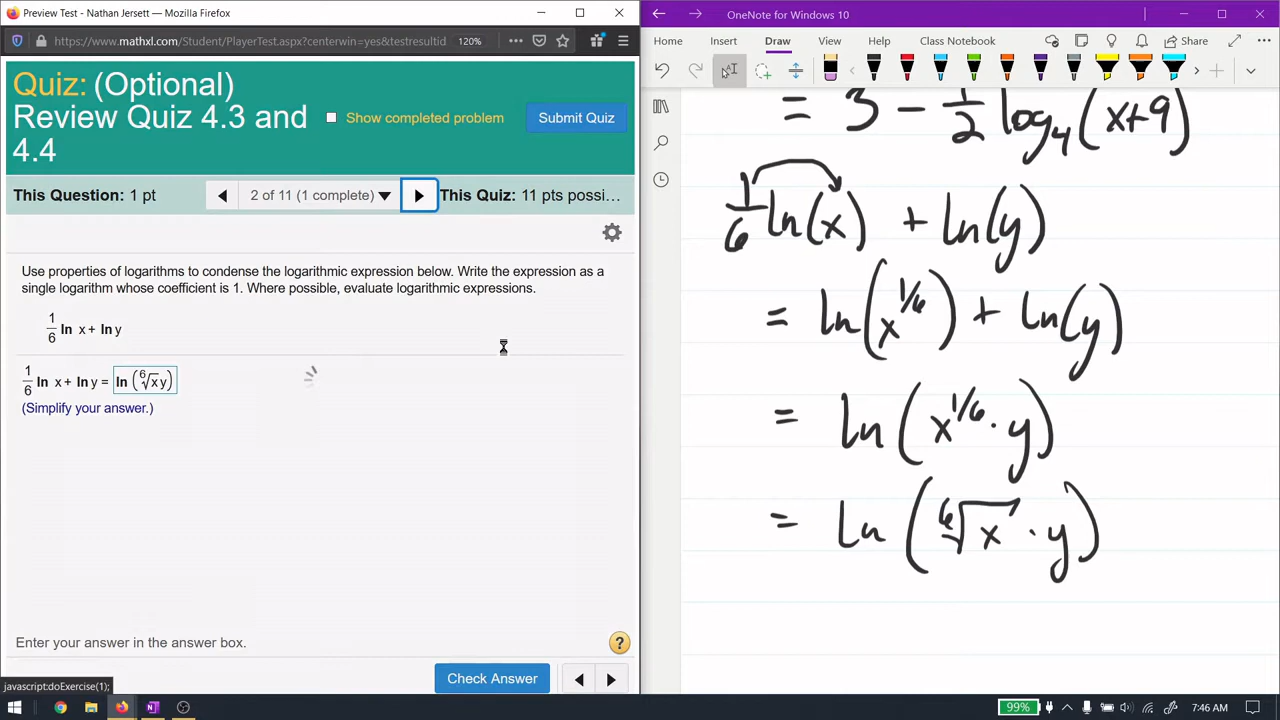 Preview Test - Nathan Jersett — Mozilla Firefox
https://www.mathxl.com/Student/PlayerTest.aspx?centerwin=yes&testresultid
120%
Quiz: (Optional)
Review Quiz 4.3 and
4.4
Show completed problem
Submit Quiz
This Question: 1 pt
2 of 11 (1 complete)
This Quiz: 11 pts possi...
Use properties of logarithms to condense the logarithmic expression below. Write the expression as a
single logarithm whose coefficient is 1. Where possible, evaluate logarithmic expressions.
1/6 ln x + ln y
1/6 ln x + ln y = ln (⁶√x y)
(Simplify your answer.)
Enter your answer in the answer box.
?
Check Answer
javascript:doExercise(1);
OneNote for Windows 10
Home Insert Draw View Help Class Notebook Share
= 3 - 1/2 log₄(x+9)
1/6 ln(x) + ln(y)
= ln(x^1/6) + ln(y)
= ln(x^1/6 · y)
= ln(⁶√x · y)
99%
7:46 AM